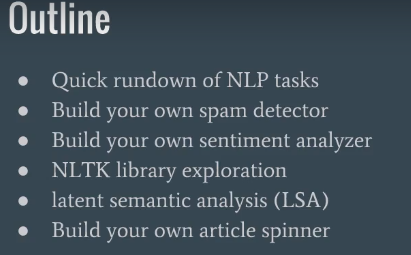 Outline
• Quick rundown of NLP tasks
• Build your own spam detector
• Build your own sentiment analyzer
• NLTK library exploration
• latent semantic analysis (LSA)
• Build your own article spinner